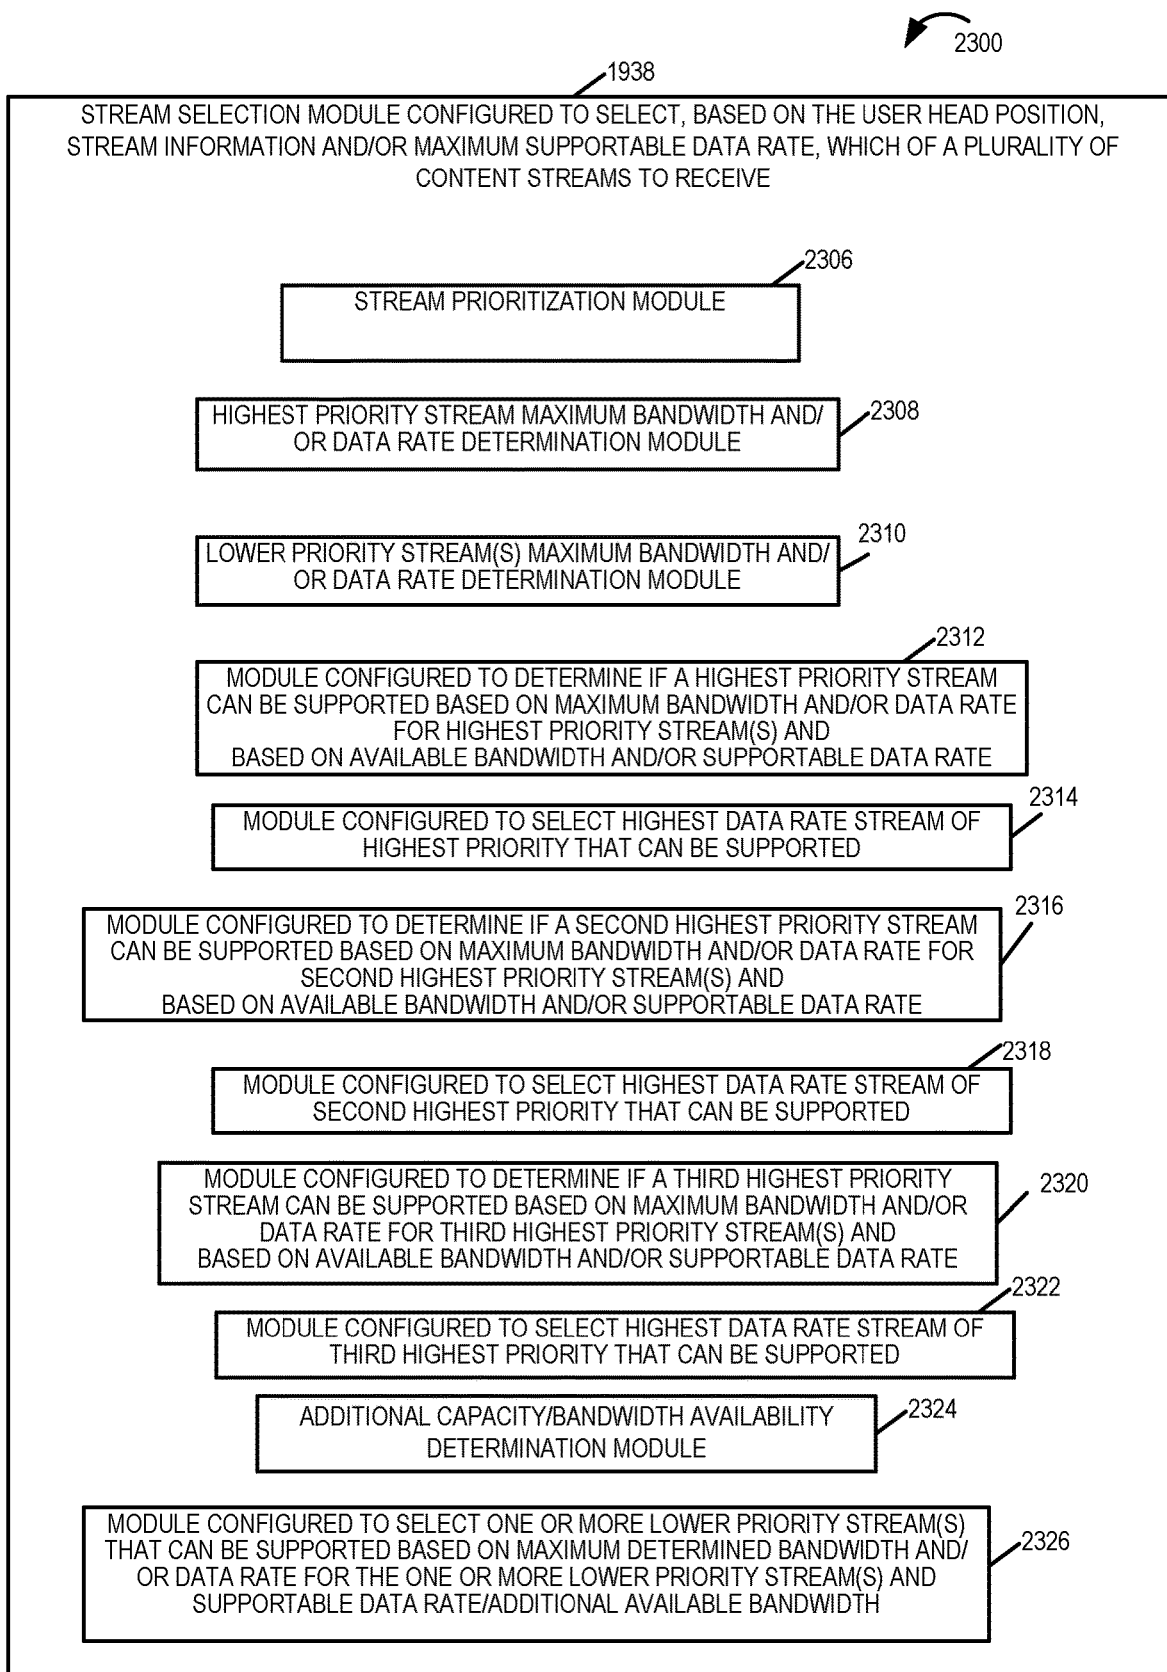 2300
1938
STREAM SELECTION MODULE CONFIGURED TO SELECT, BASED ON THE USER HEAD POSITION,
STREAM INFORMATION AND/OR MAXIMUM SUPPORTABLE DATA RATE, WHICH OF A PLURALITY OF
CONTENT STREAMS TO RECEIVE
2306
STREAM PRIORITIZATION MODULE
HIGHEST PRIORITY STREAM MAXIMUM BANDWIDTH AND/
OR DATA RATE DETERMINATION MODULE
2308
2310
LOWER PRIORITY STREAM(S) MAXIMUM BANDWIDTH AND/
OR DATA RATE DETERMINATION MODULE
2312
MODULE CONFIGURED TO DETERMINE IF A HIGHEST PRIORITY STREAM
CAN BE SUPPORTED BASED ON MAXIMUM BANDWIDTH AND/OR DATA RATE
FOR HIGHEST PRIORITY STREAM(S) AND
BASED ON AVAILABLE BANDWIDTH AND/OR SUPPORTABLE DATA RATE
2314
MODULE CONFIGURED TO SELECT HIGHEST DATA RATE STREAM OF
HIGHEST PRIORITY THAT CAN BE SUPPORTED
2316
MODULE CONFIGURED TO DETERMINE IF A SECOND HIGHEST PRIORITY STREAM
CAN BE SUPPORTED BASED ON MAXIMUM BANDWIDTH AND/OR DATA RATE FOR
SECOND HIGHEST PRIORITY STREAM(S) AND
BASED ON AVAILABLE BANDWIDTH AND/OR SUPPORTABLE DATA RATE
2318
MODULE CONFIGURED TO SELECT HIGHEST DATA RATE STREAM OF
SECOND HIGHEST PRIORITY THAT CAN BE SUPPORTED
MODULE CONFIGURED TO DETERMINE IF A THIRD HIGHEST PRIORITY
STREAM CAN BE SUPPORTED BASED ON MAXIMUM BANDWIDTH AND/OR
DATA RATE FOR THIRD HIGHEST PRIORITY STREAM(S) AND
BASED ON AVAILABLE BANDWIDTH AND/OR SUPPORTABLE DATA RATE
2320
2322
MODULE CONFIGURED TO SELECT HIGHEST DATA RATE STREAM OF
THIRD HIGHEST PRIORITY THAT CAN BE SUPPORTED
ADDITIONAL CAPACITY/BANDWIDTH AVAILABILITY
DETERMINATION MODULE
2324
MODULE CONFIGURED TO SELECT ONE OR MORE LOWER PRIORITY STREAM(S)
THAT CAN BE SUPPORTED BASED ON MAXIMUM DETERMINED BANDWIDTH AND/
OR DATA RATE FOR THE ONE OR MORE LOWER PRIORITY STREAM(S) AND
SUPPORTABLE DATA RATE/ADDITIONAL AVAILABLE BANDWIDTH
2326